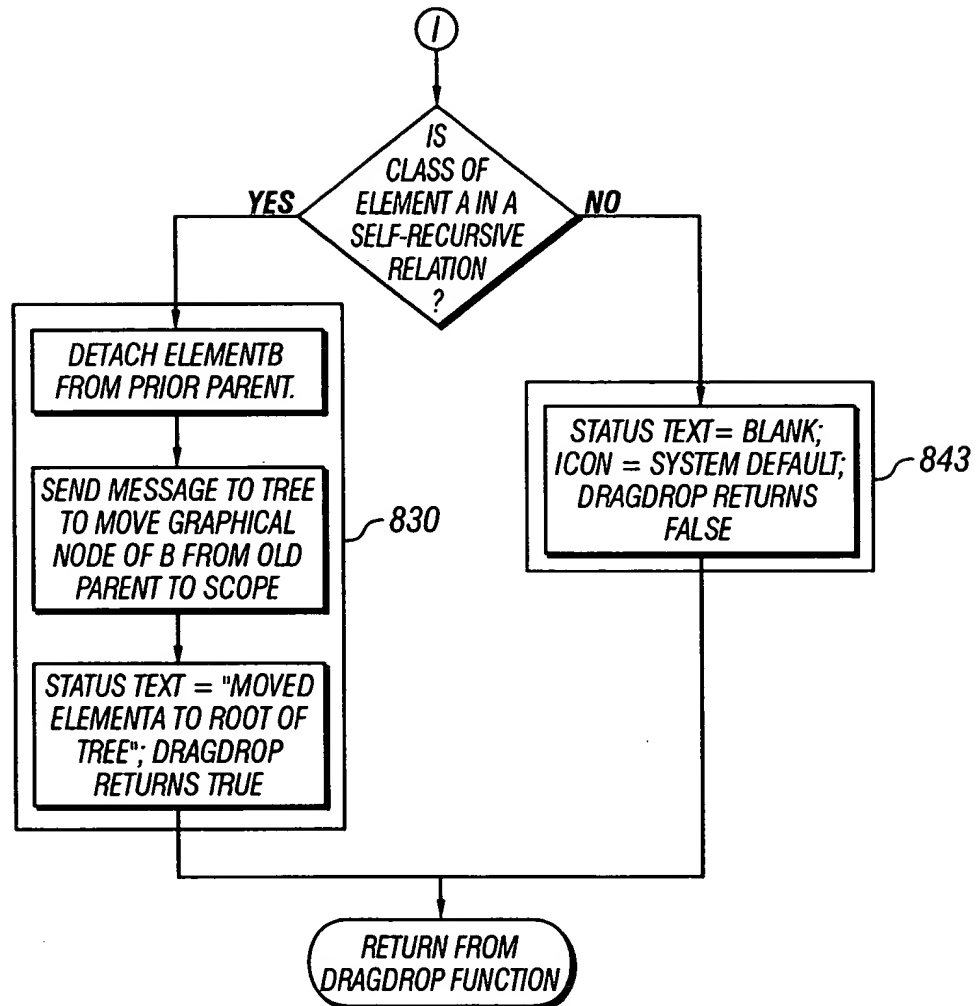 I
IS
CLASS OF
ELEMENT A IN A
SELF-RECURSIVE
RELATION
?
YES
NO
DETACH ELEMENTB
FROM PRIOR PARENT.
SEND MESSAGE TO TREE
TO MOVE GRAPHICAL
NODE OF B FROM OLD
PARENT TO SCOPE
830
STATUS TEXT = "MOVED
ELEMENTA TO ROOT OF
TREE"; DRAGDROP
RETURNS TRUE
STATUS TEXT = BLANK;
ICON = SYSTEM DEFAULT;
DRAGDROP RETURNS
FALSE
843
RETURN FROM
DRAGDROP FUNCTION